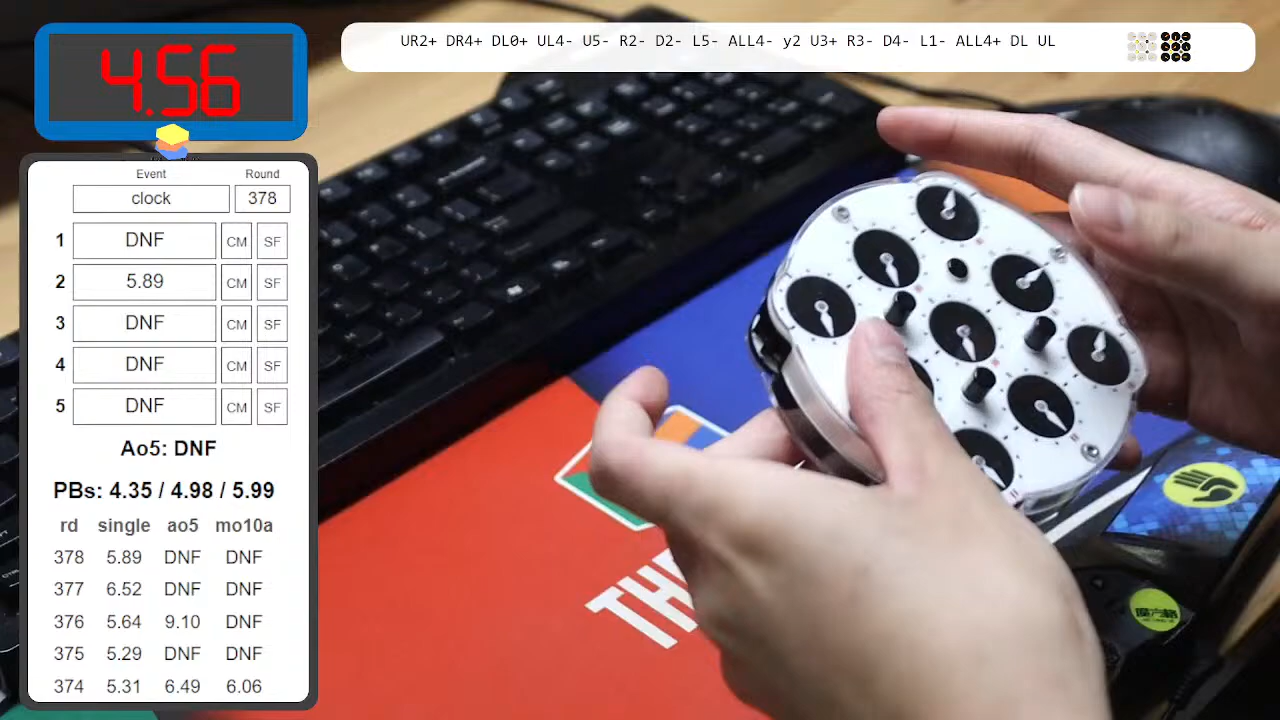 4.56
UR2+ DR4+ DL0+ UL4- U5- R2- D2- L5- ALL4- y2 U3+ R3- D4- L1- ALL4+ DL UL
Event Round
clock 378
1 DNF CM SF
2 5.89 CM SF
3 DNF CM SF
4 DNF CM SF
5 DNF CM SF
Ao5: DNF
PBs: 4.35 / 4.98 / 5.99
rd single ao5 mo10a
378 5.89 DNF DNF
377 6.52 DNF DNF
376 5.64 9.10 DNF
375 5.29 DNF DNF
374 5.31 6.49 6.06
THE
魔方格